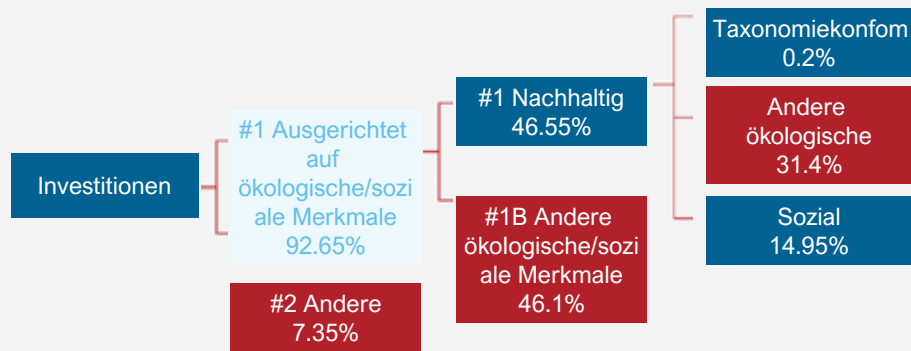 Investitionen
#1 Ausgerichtet
auf
ökologische/sozi
ale Merkmale
92.65%
#2 Andere
7.35%
#1 Nachhaltig
46.55%
#1B Andere
ökologische/sozi
ale Merkmale
46.1%
Taxonomiekonfom
0.2%
Andere
ökologische
31.4%
Sozial
14.95%